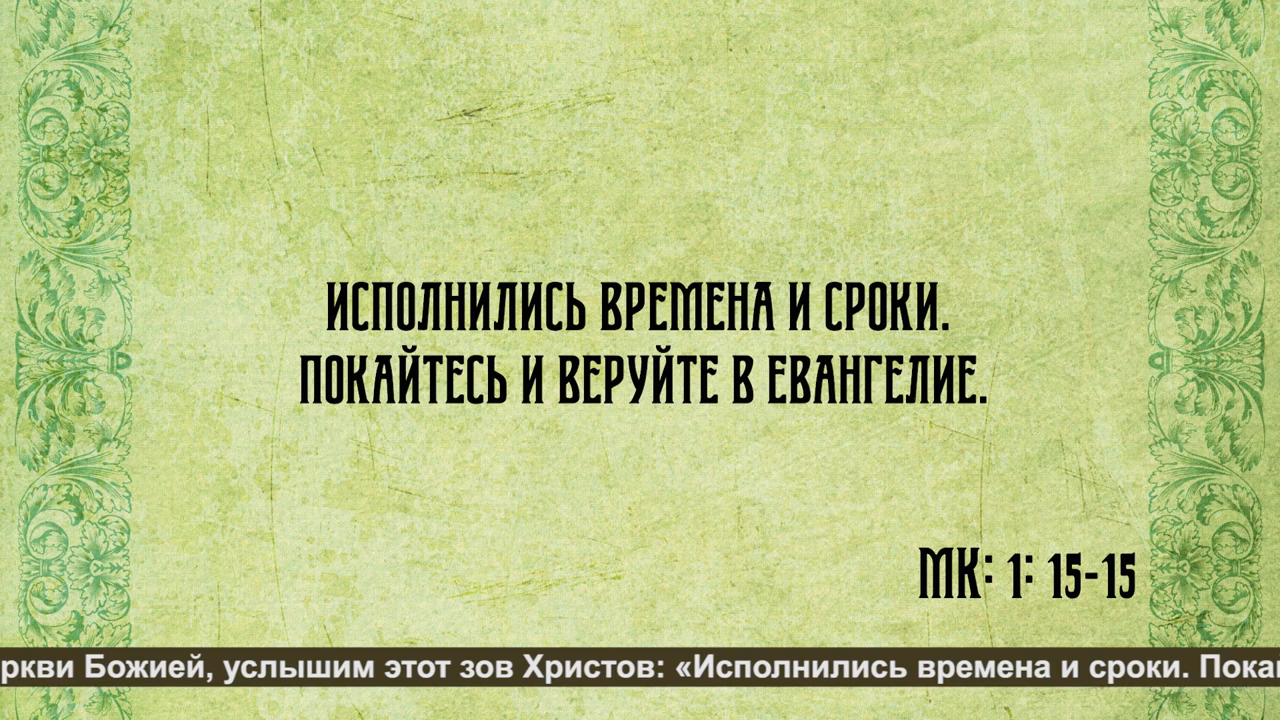 ИСПОЛНИЛИСЬ ВРЕМЕНА И СРОКИ.
ПОКАЙТЕСЬ И ВЕРУЙТЕ В ЕВАНГЕЛИЕ.
МК: 1: 15-15
ркви Божией, услышим этот зов Христов: «Исполнились времена и сроки. Пока